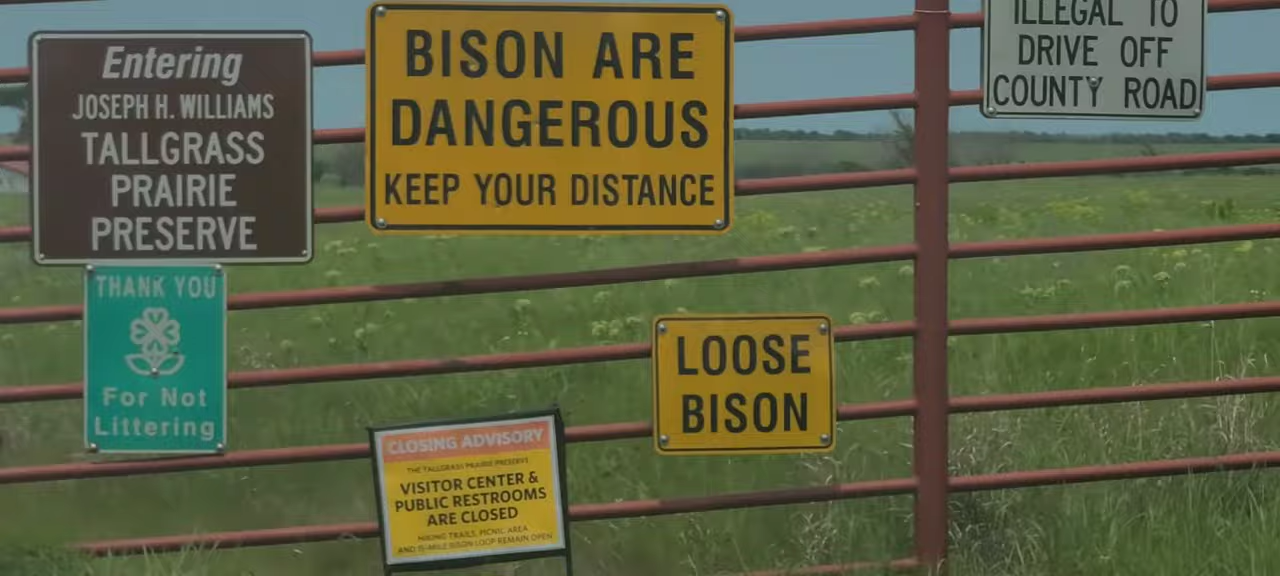 Entering
JOSEPH H. WILLIAMS
TALLGRASS
PRAIRIE
PRESERVE
THANK YOU
For Not
Littering
BISON ARE
DANGEROUS
KEEP YOUR DISTANCE
CLOSING ADVISORY
THE TALLGRASS PRAIRIE PRESERVE
VISITOR CENTER &
PUBLIC RESTROOMS
ARE CLOSED
HIKING TRAILS, PICNIC AREA,
AND 15-MILE BISON LOOP REMAIN OPEN
LOOSE
BISON
ILLEGAL TO
DRIVE OFF
COUNTY ROAD